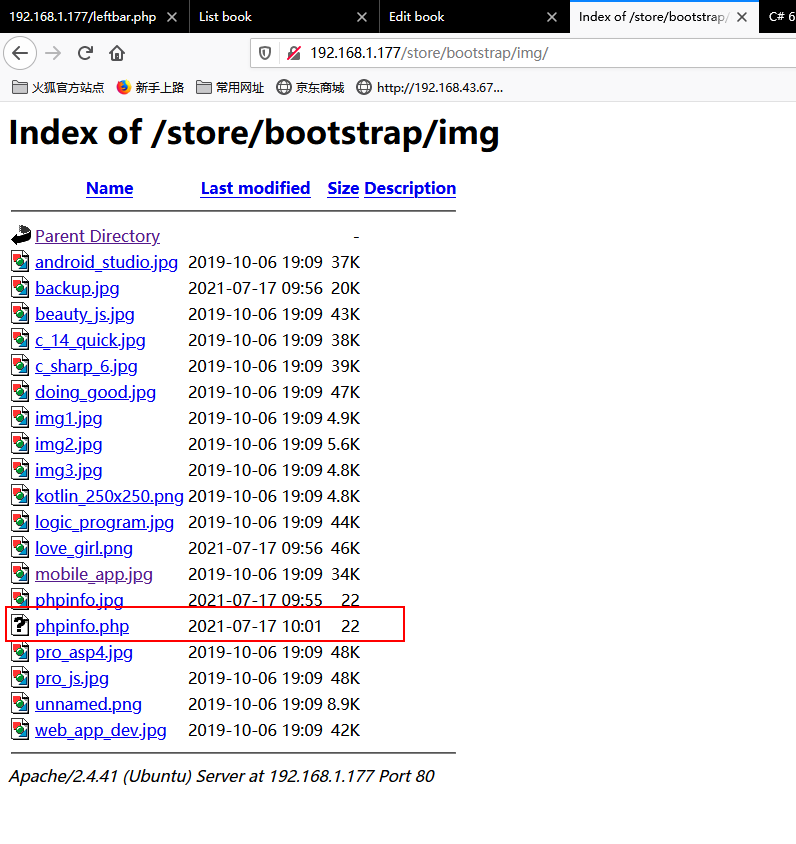 192.168.1.177/leftbar.php
List book
Edit book
Index of /store/bootstrap/
C# 6
192.168.1.177/store/bootstrap/img/
火狐官方站点 新手上路 常用网址 京东商城 http://192.168.43.67...
Index of /store/bootstrap/img
Name Last modified Size Description
Parent Directory -
android_studio.jpg 2019-10-06 19:09 37K
backup.jpg 2021-07-17 09:56 20K
beauty_js.jpg 2019-10-06 19:09 43K
c_14_quick.jpg 2019-10-06 19:09 38K
c_sharp_6.jpg 2019-10-06 19:09 39K
doing_good.jpg 2019-10-06 19:09 47K
img1.jpg 2019-10-06 19:09 4.9K
img2.jpg 2019-10-06 19:09 5.6K
img3.jpg 2019-10-06 19:09 4.8K
kotlin_250x250.png 2019-10-06 19:09 4.8K
logic_program.jpg 2019-10-06 19:09 44K
love_girl.png 2021-07-17 09:56 46K
mobile_app.jpg 2019-10-06 19:09 34K
phpinfo.jpg 2021-07-17 09:55 22
phpinfo.php 2021-07-17 10:01 22
pro_asp4.jpg 2019-10-06 19:09 48K
pro_js.jpg 2019-10-06 19:09 48K
unnamed.png 2019-10-06 19:09 8.9K
web_app_dev.jpg 2019-10-06 19:09 42K
Apache/2.4.41 (Ubuntu) Server at 192.168.1.177 Port 80